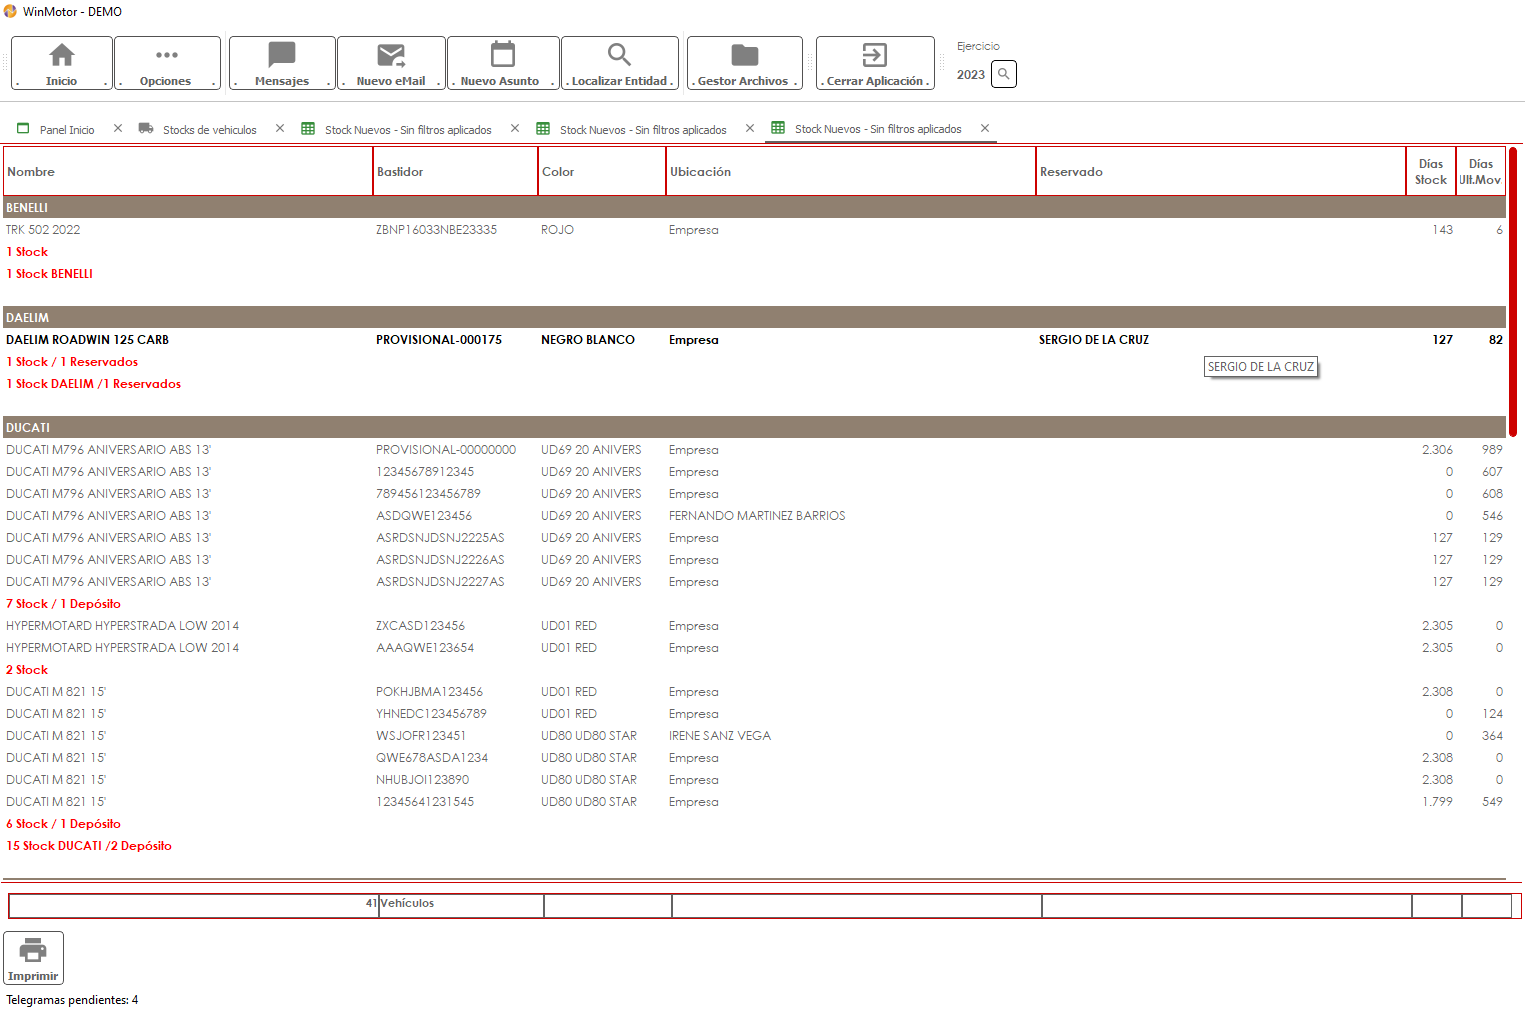 WinMotor - DEMO
Inicio
Opciones
Mensajes
Nuevo eMail
Nuevo Asunto
Localizar Entidad
Gestor Archivos
Cerrar Aplicación
Ejercicio
2023
Panel Inicio
Stocks de vehiculos
Stock Nuevos - Sin filtros aplicados
Stock Nuevos - Sin filtros aplicados
Stock Nuevos - Sin filtros aplicados
Nombre Bastidor Color Ubicación Reservado Días Stock Días Ult.Mov.
BENELLI
TRK 502 2022 ZBNP16033NBE23335 ROJO Empresa 143 6
1 Stock
1 Stock BENELLI
DAELIM
DAELIM ROADWIN 125 CARB PROVISIONAL-000175 NEGRO BLANCO Empresa SERGIO DE LA CRUZ 127 82
1 Stock / 1 Reservados
SERGIO DE LA CRUZ
1 Stock DAELIM /1 Reservados
DUCATI
DUCATI M796 ANIVERSARIO ABS 13' PROVISIONAL-00000000 UD69 20 ANIVERS Empresa 2.306 989
DUCATI M796 ANIVERSARIO ABS 13' 12345678912345 UD69 20 ANIVERS Empresa 0 607
DUCATI M796 ANIVERSARIO ABS 13' 789456123456789 UD69 20 ANIVERS Empresa 0 608
DUCATI M796 ANIVERSARIO ABS 13' ASDQWE123456 UD69 20 ANIVERS FERNANDO MARTINEZ BARRIOS 0 546
DUCATI M796 ANIVERSARIO ABS 13' ASRDSNJDSNJ2225AS UD69 20 ANIVERS Empresa 127 129
DUCATI M796 ANIVERSARIO ABS 13' ASRDSNJDSNJ2226AS UD69 20 ANIVERS Empresa 127 129
DUCATI M796 ANIVERSARIO ABS 13' ASRDSNJDSNJ2227AS UD69 20 ANIVERS Empresa 127 129
7 Stock / 1 Depósito
HYPERMOTARD HYPERSTRADA LOW 2014 ZXCASD123456 UD01 RED Empresa 2.305 0
HYPERMOTARD HYPERSTRADA LOW 2014 AAAQWE123654 UD01 RED Empresa 2.305 0
2 Stock
DUCATI M 821 15' POKHJBMA123456 UD01 RED Empresa 2.308 0
DUCATI M 821 15' YHNEDC123456789 UD01 RED Empresa 0 124
DUCATI M 821 15' WSJOFR123451 UD80 UD80 STAR IRENE SANZ VEGA 0 364
DUCATI M 821 15' QWE678ASDA1234 UD80 UD80 STAR Empresa 2.308 0
DUCATI M 821 15' NHUBJOI123890 UD80 UD80 STAR Empresa 2.308 0
DUCATI M 821 15' 12345641231545 UD80 UD80 STAR Empresa 1.799 549
6 Stock / 1 Depósito
15 Stock DUCATI /2 Depósito
41 Vehículos
Imprimir
Telegramas pendientes: 4